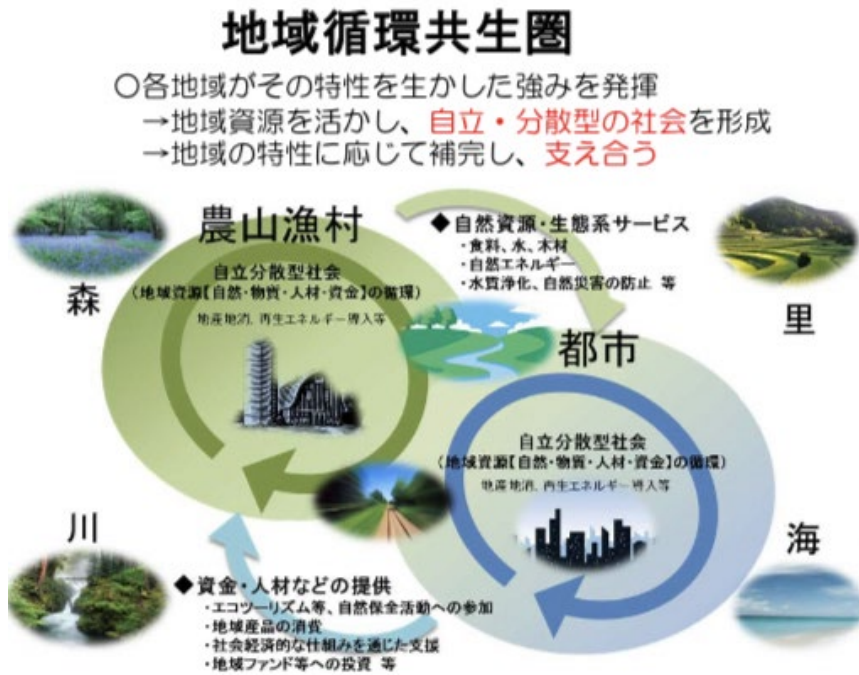 地域循環共生圏
○各地域がその特性を生かした強みを発揮
→地域資源を活かし、自立・分散型の社会を形成
→地域の特性に応じて補完し、支え合う
農山漁村
自立分散型社会
(地域資源【自然・物質・人材・資金】の循環)
地産地消、再生エネルギー導入等
◆自然資源・生態系サービス
・食料、水、木材
・自然エネルギー
・水質浄化、自然災害の防止 等
森
里
都市
自立分散型社会
(地域資源【自然・物質・人材・資金】の循環)
地産地消、再生エネルギー導入等
川
海
◆資金・人材などの提供
・エコツーリズム等、自然保全活動への参加
・地域産品の消費
・社会経済的な仕組みを通じた支援
・地域ファンド等への投資 等